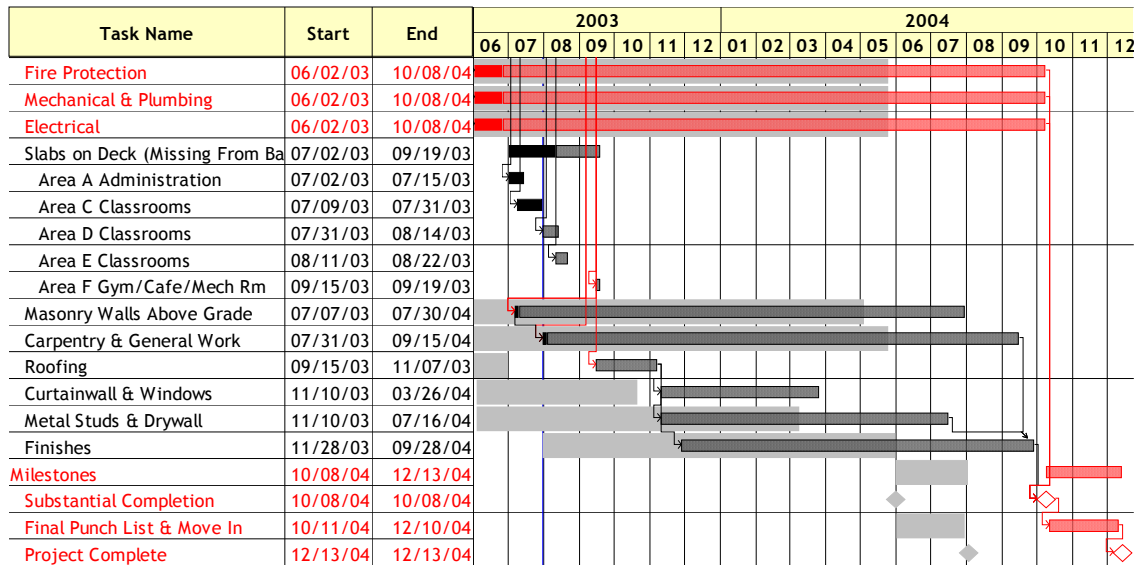 Task Name Start End 2003 2004
06 07 08 09 10 11 12 01 02 03 04 05 06 07 08 09 10 11 12
Fire Protection 06/02/03 10/08/04
Mechanical & Plumbing 06/02/03 10/08/04
Electrical 06/02/03 10/08/04
Slabs on Deck (Missing From Ba 07/02/03 09/19/03
Area A Administration 07/02/03 07/15/03
Area C Classrooms 07/09/03 07/31/03
Area D Classrooms 07/31/03 08/14/03
Area E Classrooms 08/11/03 08/22/03
Area F Gym/Cafe/Mech Rm 09/15/03 09/19/03
Masonry Walls Above Grade 07/07/03 07/30/04
Carpentry & General Work 07/31/03 09/15/04
Roofing 09/15/03 11/07/03
Curtainwall & Windows 11/10/03 03/26/04
Metal Studs & Drywall 11/10/03 07/16/04
Finishes 11/28/03 09/28/04
Milestones 10/08/04 12/13/04
Substantial Completion 10/08/04 10/08/04
Final Punch List & Move In 10/11/04 12/10/04
Project Complete 12/13/04 12/13/04